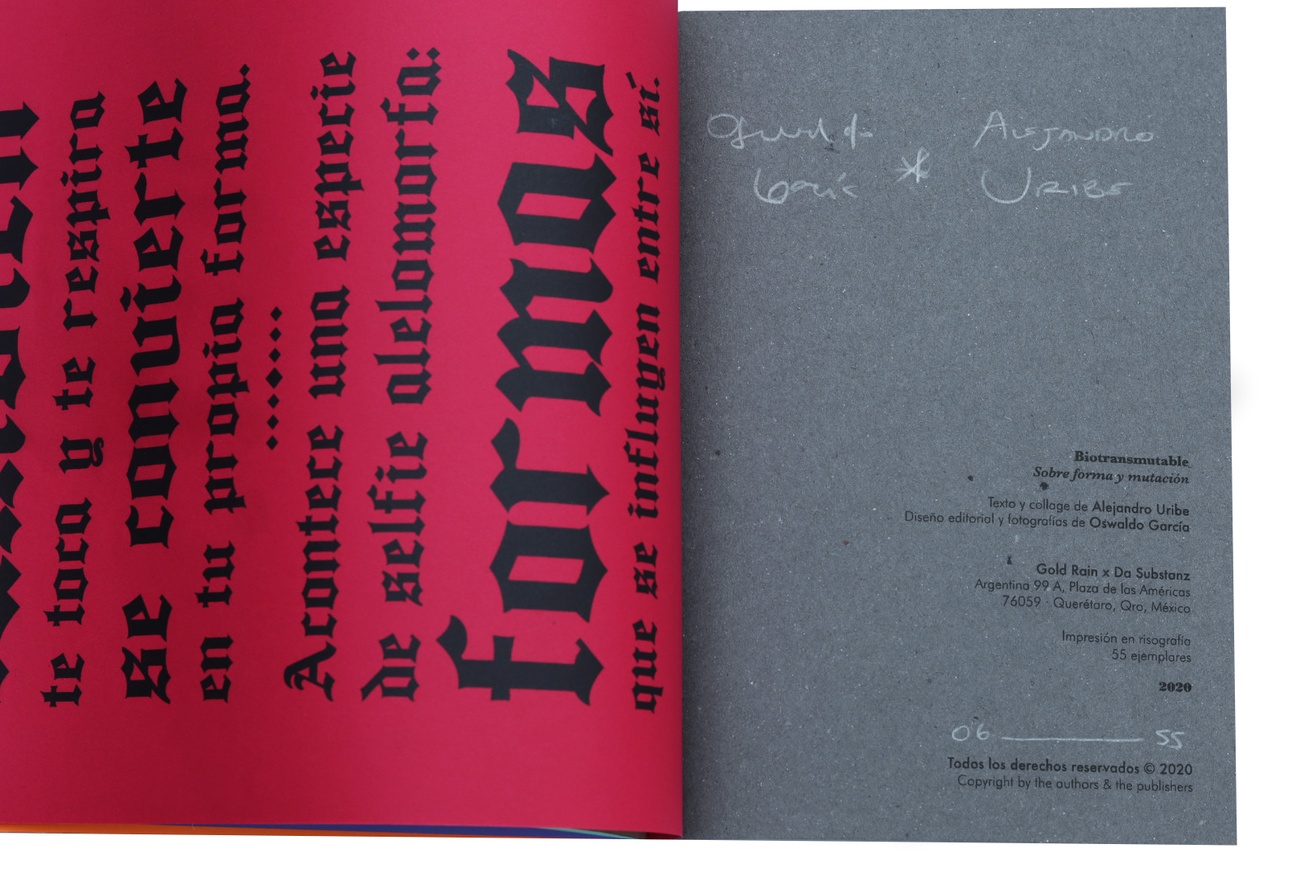 te toca y te respira
se convierte
en tu propia forma.
Acontece una especie
de selfie alelomorfa:
formas
que se influyen entre sí.
Oswaldo * Alejandro
García Uribe
Biotransmutable
Sobre forma y mutación
Texto y collage de Alejandro Uribe
Diseño editorial y fotografías de Oswaldo García
Gold Rain x Da Substanz
Argentina 99 A, Plaza de las Américas
76059 · Querétaro, Qro, México
Impresión en risografía
55 ejemplares
2020
06 — 55
Todos los derechos reservados © 2020
Copyright by the authors & the publishers